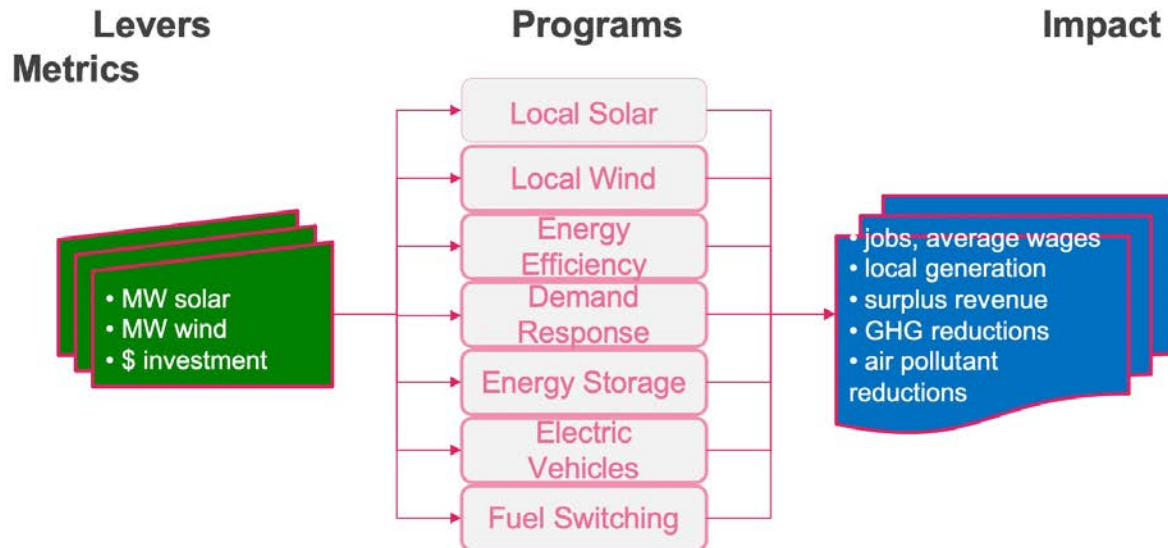 Levers Programs Impact
Metrics
Local Solar
Local Wind
Energy
Efficiency
Demand
Response
Energy Storage
Electric
Vehicles
Fuel Switching
• MW solar
• MW wind
• $ investment
• jobs, average wages
• local generation
• surplus revenue
• GHG reductions
• air pollutant
reductions